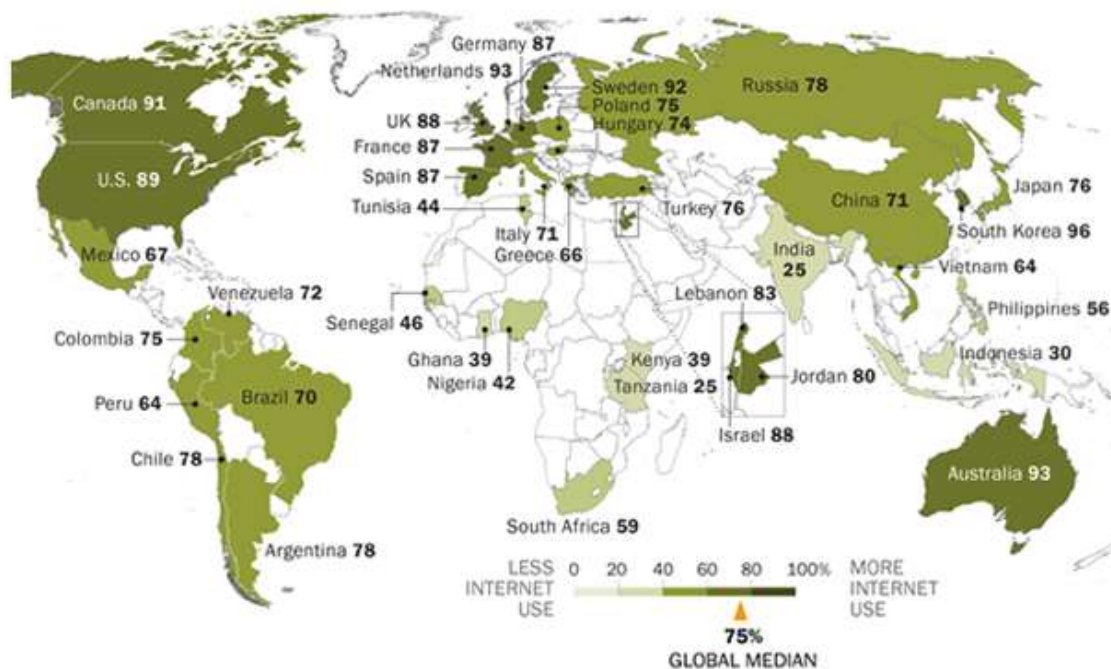 Germany 87
Netherlands 93
Canada 91
Sweden 92
Russia 78
Poland 75
UK 88
Hungary 74
France 87
U.S. 89
Spain 87
Japan 76
Tunisia 44
Turkey 76
China 71
Italy 71
South Korea 96
Mexico 67
Greece 66
India
25
Vietnam 64
Venezuela 72
Lebanon 83
Senegal 46
Philippines 56
Colombia 75
Ghana 39
Kenya 39
Indonesia 30
Nigeria 42
Tanzania 25
Jordan 80
Brazil 70
Peru 64
Israel 88
Chile 78
Australia 93
South Africa 59
Argentina 78
LESS
INTERNET
USE
0 20 40 60 80 100%
MORE
INTERNET
USE
75%
GLOBAL MEDIAN